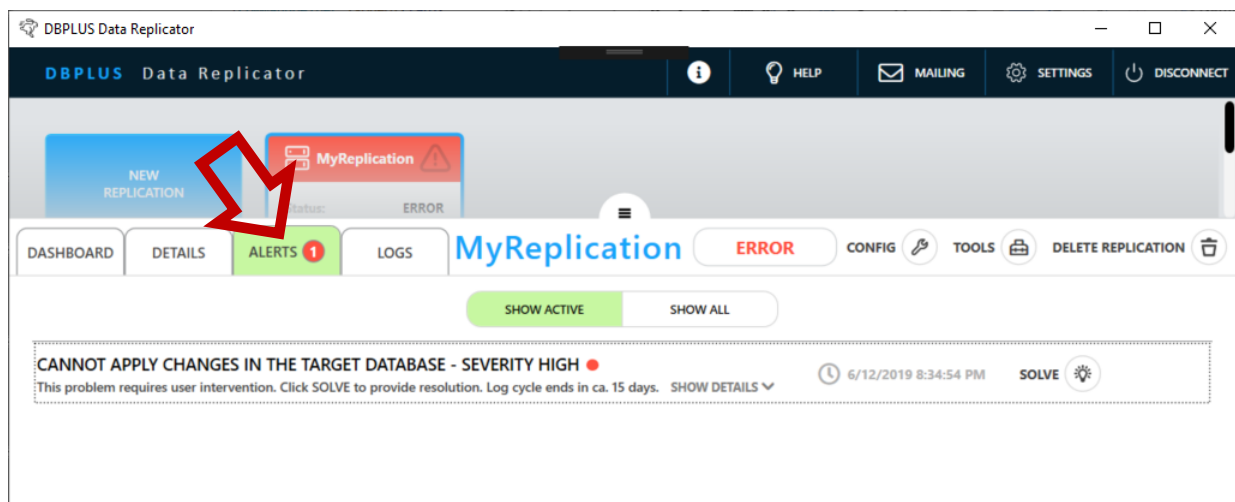 DBPLUS Data Replicator
DBPLUS Data Replicator
i HELP MAILING SETTINGS DISCONNECT
NEW
REPLICATION
MyReplication
Status: ERROR
DASHBOARD DETAILS ALERTS 1 LOGS MyReplication ERROR CONFIG TOOLS DELETE REPLICATION
SHOW ACTIVE SHOW ALL
CANNOT APPLY CHANGES IN THE TARGET DATABASE - SEVERITY HIGH
This problem requires user intervention. Click SOLVE to provide resolution. Log cycle ends in ca. 15 days. SHOW DETAILS
6/12/2019 8:34:54 PM SOLVE